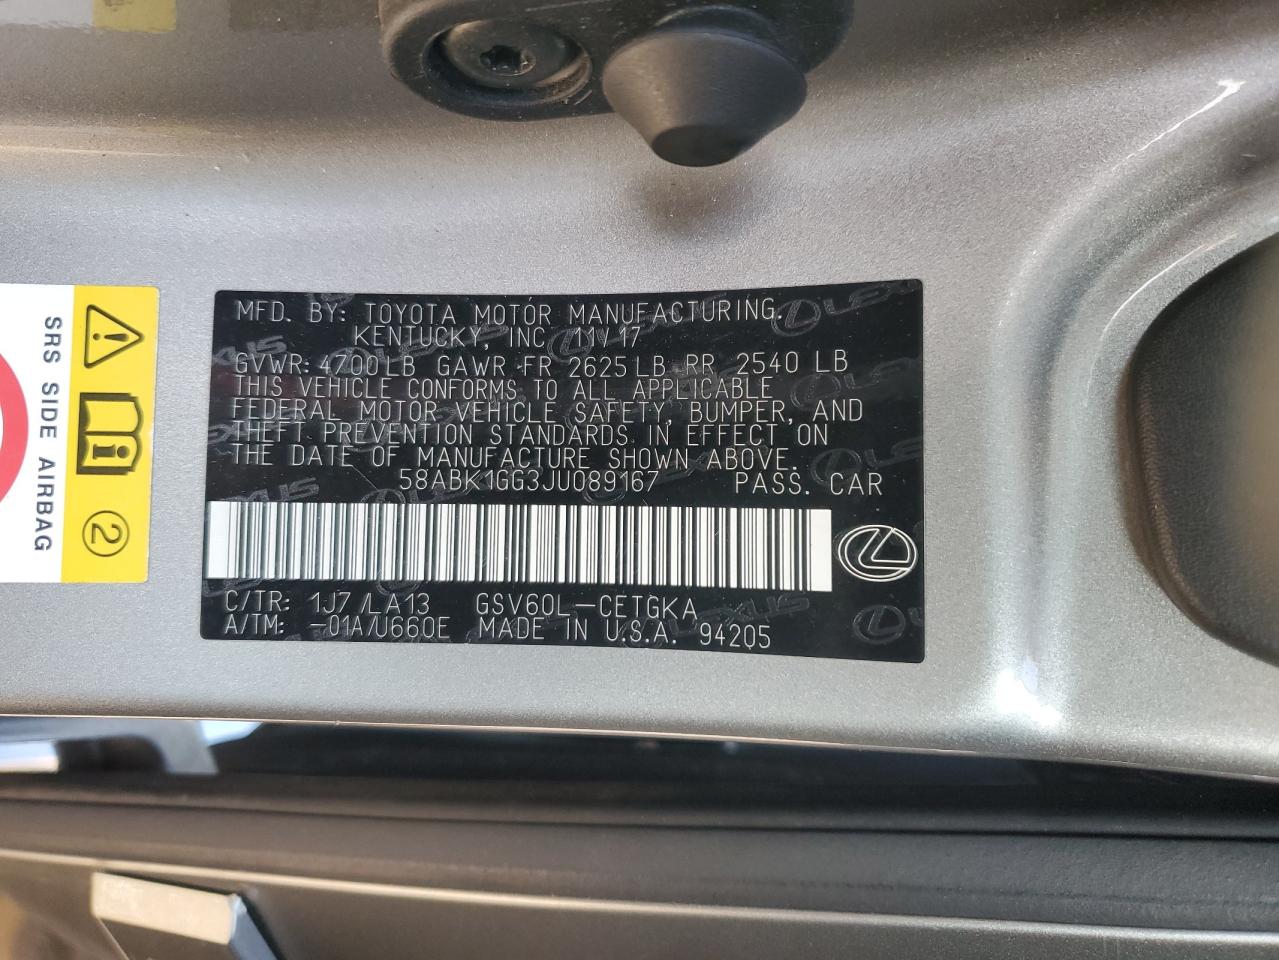 MFD. BY: TOYOTA MOTOR MANUFACTURING.
KENTUCKY, INC 11/17
GVWR: 4700LB GAWR FR 2625LB RR 2540 LB
THIS VEHICLE CONFORMS TO ALL APPLICABLE
FEDERAL MOTOR VEHICLE SAFETY, BUMPER, AND
THEFT PREVENTION STANDARDS IN EFFECT ON
THE DATE OF MANUFACTURE SHOWN ABOVE.
58ABK1GG3JU089167 PASS. CAR
C/TR: 1J7/LA13 GSV60L-CETGKA
A/TM: -01A/U660E MADE IN U.S.A. 94205
SRS SIDE AIRBAG
2
LEXUS